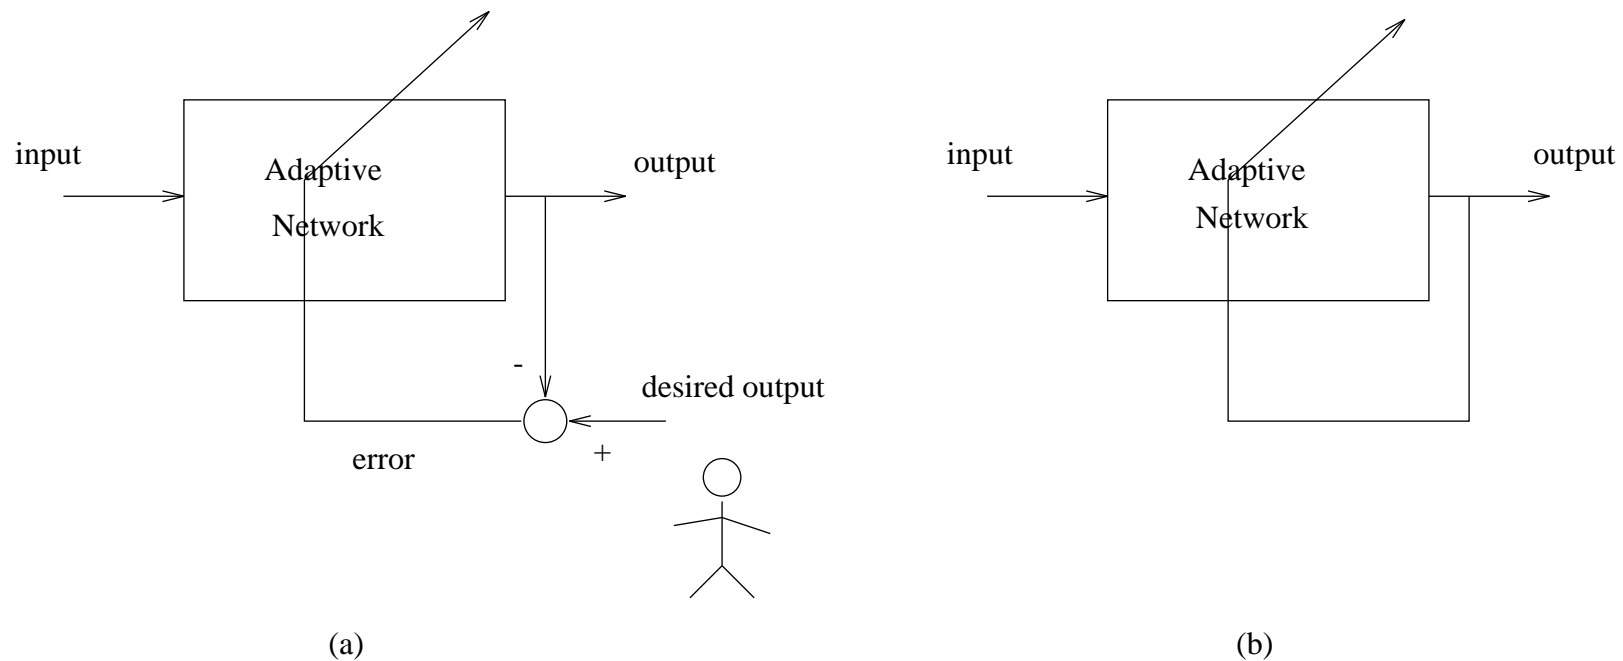 input
Adaptive
Network
output
-
desired output
+
error
(a)
input
Adaptive
Network
output
(b)